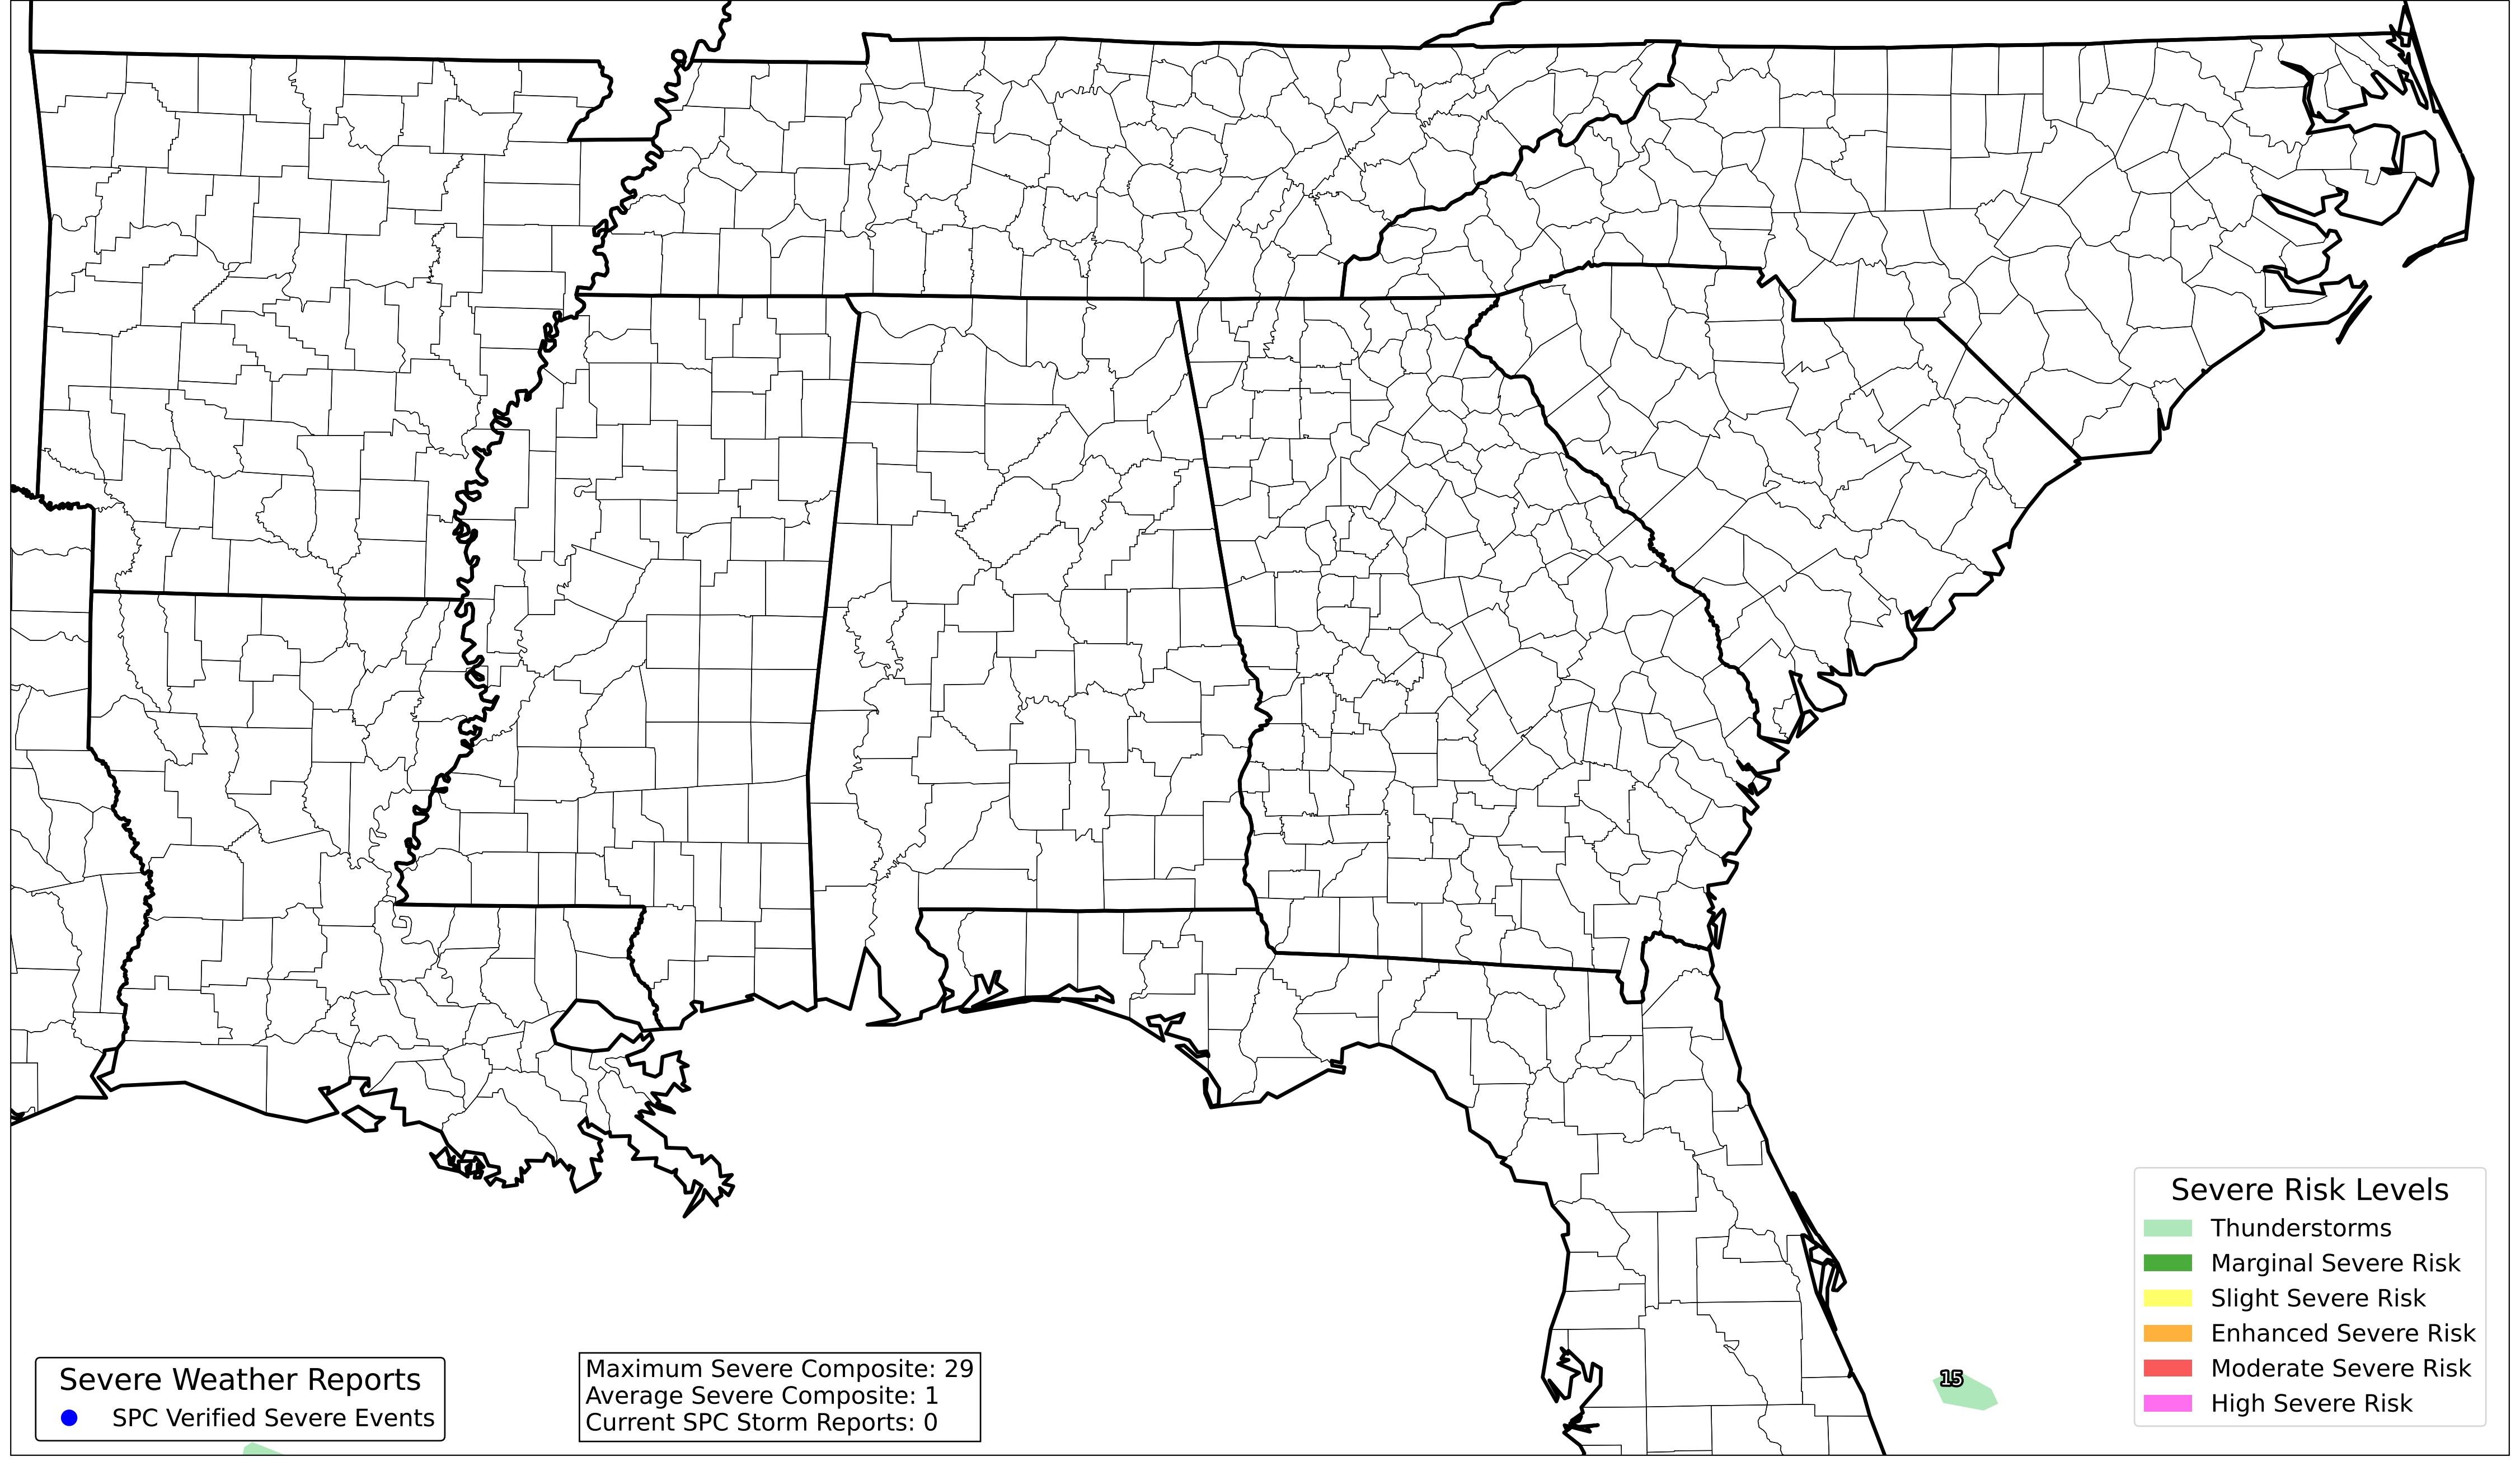 15
Severe Risk Levels
Thunderstorms
Marginal Severe Risk
Slight Severe Risk
Enhanced Severe Risk
Moderate Severe Risk
High Severe Risk
Severe Weather Reports
SPC Verified Severe Events
Maximum Severe Composite: 29
Average Severe Composite: 1
Current SPC Storm Reports: 0